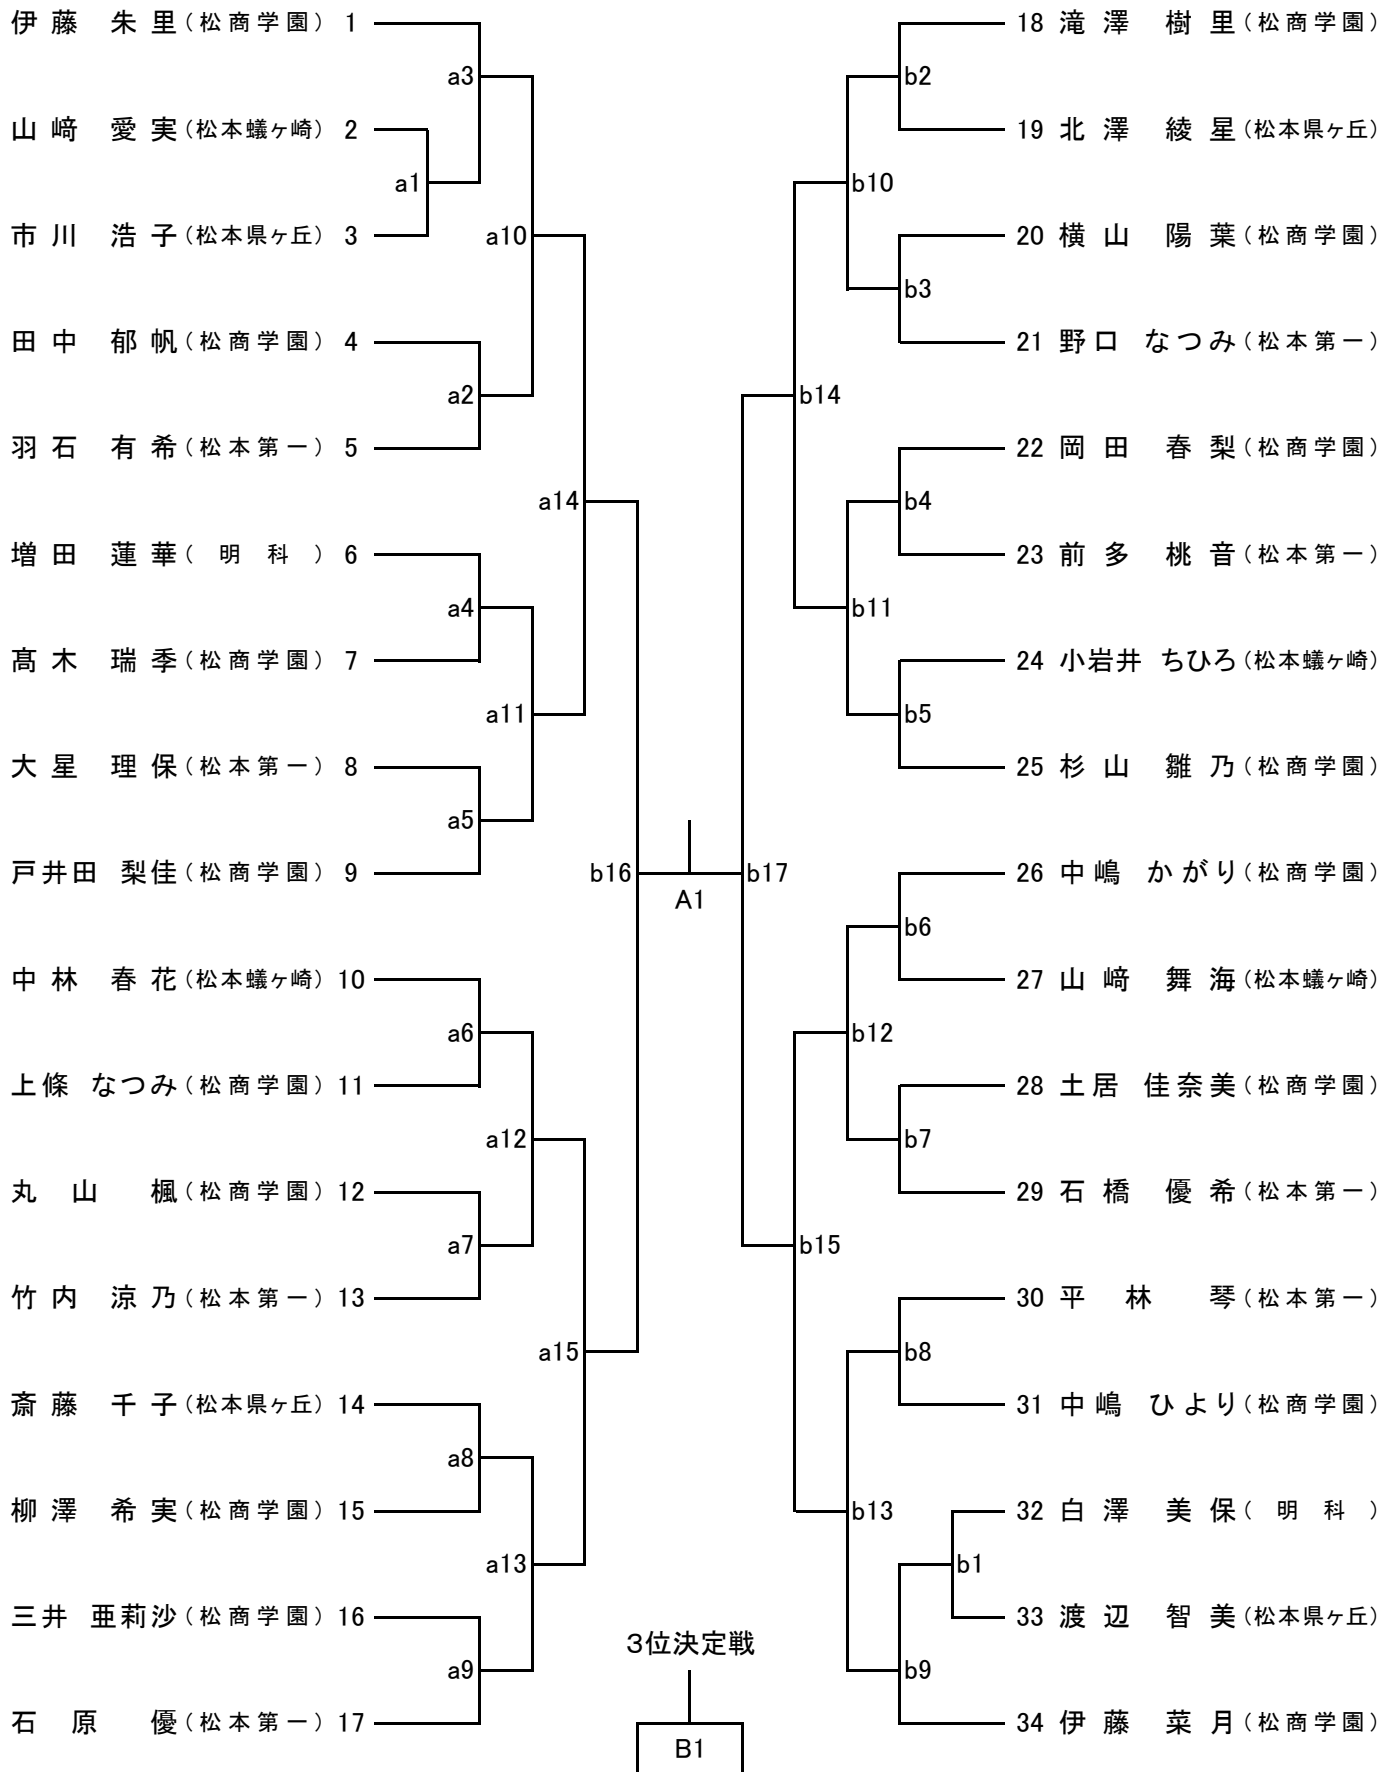 伊藤 朱里(松商学園) 1
a3
山﨑 愛実(松本蟻ヶ崎) 2
a1
市川 浩子(松本県ヶ丘) 3
a10
田中 郁帆(松商学園) 4
a2
羽石 有希(松本第一) 5
a14
増田 蓮華( 明科 ) 6
a4
髙木 瑞季(松商学園) 7
a11
大星 理保(松本第一) 8
a5
戸井田 梨佳(松商学園) 9
b16
中林 春花(松本蟻ヶ崎) 10
a6
上條 なつみ(松商学園) 11
a12
丸山 楓(松商学園) 12
a7
竹内 涼乃(松本第一) 13
a15
斎藤 千子(松本県ヶ丘) 14
a8
柳澤 希実(松商学園) 15
a13
三井 亜莉沙(松商学園) 16
a9
石原 優(松本第一) 17
A1
3位決定戦
B1
18 滝澤 樹里(松商学園)
b2
19 北澤 綾星(松本県ヶ丘)
b10
20 横山 陽葉(松商学園)
b3
21 野口 なつみ(松本第一)
b14
22 岡田 春梨(松商学園)
b4
23 前多 桃音(松本第一)
b11
24 小岩井 ちひろ(松本蟻ヶ崎)
b5
25 杉山 雛乃(松商学園)
b17
26 中嶋 かがり(松商学園)
b6
27 山﨑 舞海(松本蟻ヶ崎)
b12
28 土居 佳奈美(松商学園)
b7
29 石橋 優希(松本第一)
b15
30 平林 琴(松本第一)
b8
31 中嶋 ひより(松商学園)
b13
32 白澤 美保( 明科 )
b1
33 渡辺 智美(松本県ヶ丘)
b9
34 伊藤 菜月(松商学園)